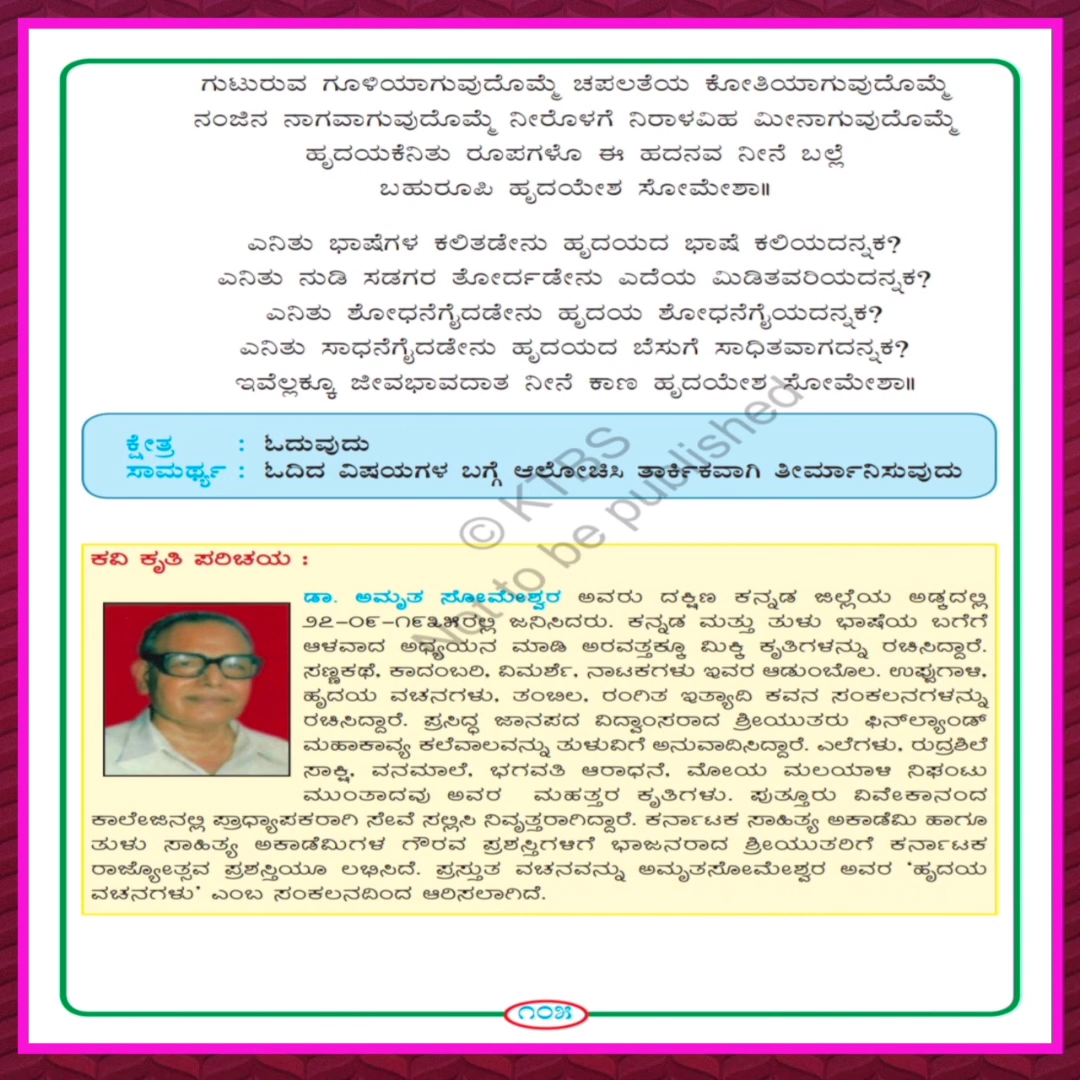 ಗುಟುರುವ ಗೂಳಿಯಾಗುವುದೊಮ್ಮೆ ಚಪಲತೆಯ ಕೋತಿಯಾಗುವುದೊಮ್ಮೆ
ನಂಜಿನ ನಾಗವಾಗುವುದೊಮ್ಮೆ ನೀರೊಳಗೆ ನಿರಾಳವಿಹ ಮೀನಾಗುವುದೊಮ್ಮೆ
ಹೃದಯಕೆನಿತು ರೂಪಗಳೊ ಈ ಹದನವ ನೀನೆ ಬಲ್ಲೆ
ಬಹುರೂಪಿ ಹೃದಯೇಶ ಸೋಮೇಶಾ॥
ಎನಿತು ಭಾಷೆಗಳ ಕಲಿತಡೇನು ಹೃದಯದ ಭಾಷೆ ಕಲಿಯದನ್ನಕ?
ಎನಿತು ನುಡಿ ಸಡಗರ ತೋರ್ದಡೇನು ಎದೆಯ ಮಿಡಿತವರಿಯದನ್ನಕ?
ಎನಿತು ಶೋಧನೆಗೈದಡೇನು ಹೃದಯ ಶೋಧನೆಗೈಯದನ್ನಕ?
ಎನಿತು ಸಾಧನೆಗೈದಡೇನು ಹೃದಯದ ಬೆಸುಗೆ ಸಾಧಿತವಾಗದನ್ನಕ?
ಇವೆಲ್ಲಕ್ಕೂ ಜೀವಭಾವದಾತ ನೀನೆ ಕಾಣ ಹೃದಯೇಶ ಸೋಮೇಶಾ॥
ಕ್ಷೇತ್ರ : ಓದುವುದು
ಸಾಮರ್ಥ್ಯ : ಓದಿದ ವಿಷಯಗಳ ಬಗ್ಗೆ ಆಲೋಚಿಸಿ ತಾರ್ಕಿಕವಾಗಿ ತೀರ್ಮಾನಿಸುವುದು
© KTBS
Not to be published
ಕವಿ ಕೃತಿ ಪರಿಚಯ :
ಡಾ. ಅಮೃತ ಸೋಮೇಶ್ವರ ಅವರು ದಕ್ಷಿಣ ಕನ್ನಡ ಜಿಲ್ಲೆಯ ಅಡ್ಕದಲ್ಲಿ
೨೭-೦೯-೧೯೩೫ರಲ್ಲಿ ಜನಿಸಿದರು. ಕನ್ನಡ ಮತ್ತು ತುಳು ಭಾಷೆಯ ಬಗೆಗೆ
ಆಳವಾದ ಅಧ್ಯಯನ ಮಾಡಿ ಅರವತ್ತಕ್ಕೂ ಮಿಕ್ಕಿ ಕೃತಿಗಳನ್ನು ರಚಿಸಿದ್ದಾರೆ.
ಸಣ್ಣಕಥೆ, ಕಾದಂಬರಿ, ವಿಮರ್ಶೆ, ನಾಟಕಗಳು ಇವರ ಆಡುಂಬೊಲ. ಉಪ್ಪುಗಾಳಿ,
ಹೃದಯ ವಚನಗಳು, ತಂಬಿಲ, ರಂಗಿತ ಇತ್ಯಾದಿ ಕವನ ಸಂಕಲನಗಳನ್ನು
ರಚಿಸಿದ್ದಾರೆ. ಪ್ರಸಿದ್ಧ ಜಾನಪದ ವಿದ್ವಾಂಸರಾದ ಶ್ರೀಯುತರು ಫಿನ್‌ಲ್ಯಾಂಡ್
ಮಹಾಕಾವ್ಯ ಕಲೆವಾಲವನ್ನು ತುಳುವಿಗೆ ಅನುವಾದಿಸಿದ್ದಾರೆ. ಎಲೆಗಳು, ರುದ್ರಶಿಲೆ
ಸಾಕ್ಷಿ, ವನಮಾಲೆ, ಭಗವತಿ ಆರಾಧನೆ, ಮೋಯ ಮಲಯಾಳ ನಿಘಂಟು
ಮುಂತಾದವು ಅವರ ಮಹತ್ತರ ಕೃತಿಗಳು. ಪುತ್ತೂರು ವಿವೇಕಾನಂದ
ಕಾಲೇಜಿನಲ್ಲಿ ಪ್ರಾಧ್ಯಾಪಕರಾಗಿ ಸೇವೆ ಸಲ್ಲಿಸಿ ನಿವೃತ್ತರಾಗಿದ್ದಾರೆ. ಕರ್ನಾಟಕ ಸಾಹಿತ್ಯ ಅಕಾಡೆಮಿ ಹಾಗೂ
ತುಳು ಸಾಹಿತ್ಯ ಅಕಾಡೆಮಿಗಳ ಗೌರವ ಪ್ರಶಸ್ತಿಗಳಿಗೆ ಭಾಜನರಾದ ಶ್ರೀಯುತರಿಗೆ ಕರ್ನಾಟಕ
ರಾಜ್ಯೋತ್ಸವ ಪ್ರಶಸ್ತಿಯೂ ಲಭಿಸಿದೆ. ಪ್ರಸ್ತುತ ವಚನವನ್ನು ಅಮೃತಸೋಮೇಶ್ವರ ಅವರ 'ಹೃದಯ
ವಚನಗಳು' ಎಂಬ ಸಂಕಲನದಿಂದ ಆರಿಸಲಾಗಿದೆ.
೧೦೫